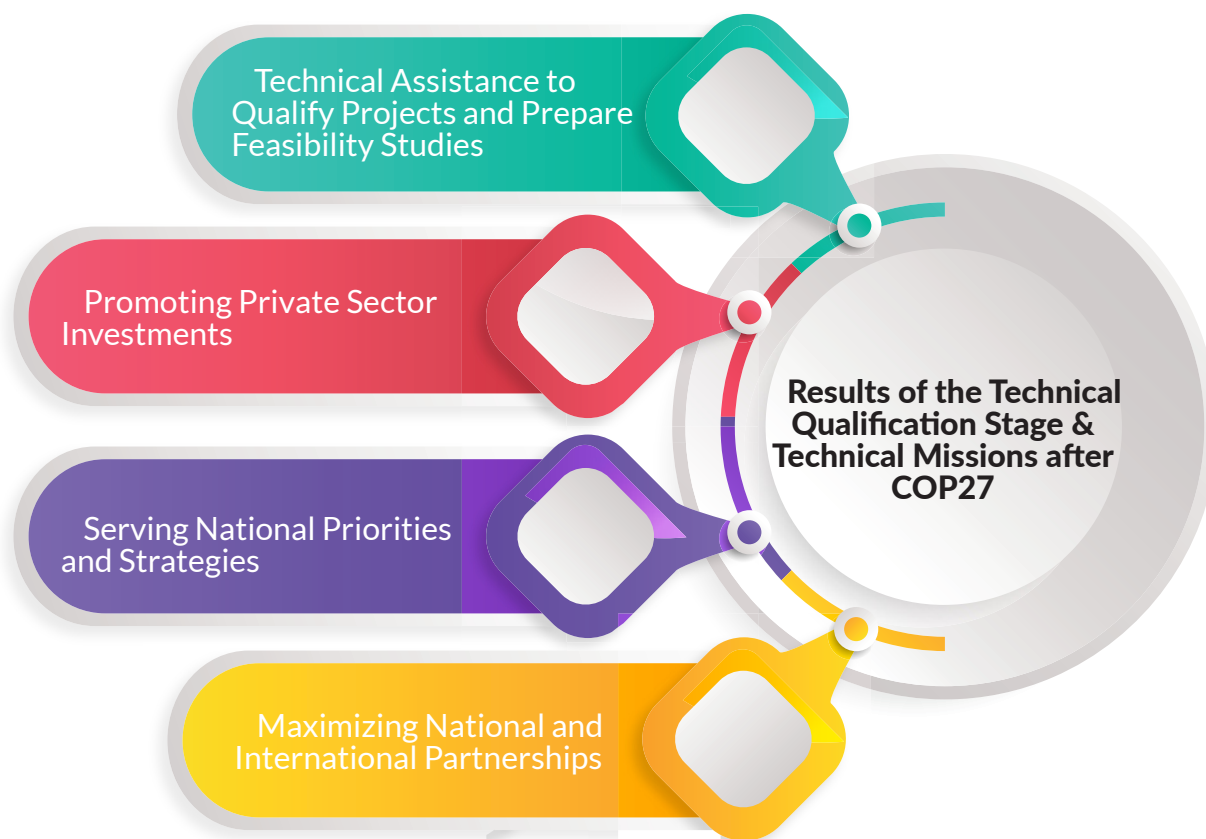 Technical Assistance to
Qualify Projects and Prepare
Feasibility Studies
Promoting Private Sector
Investments
Serving National Priorities
and Strategies
Maximizing National and
International Partnerships
Results of the Technical
Qualification Stage &
Technical Missions after
COP27